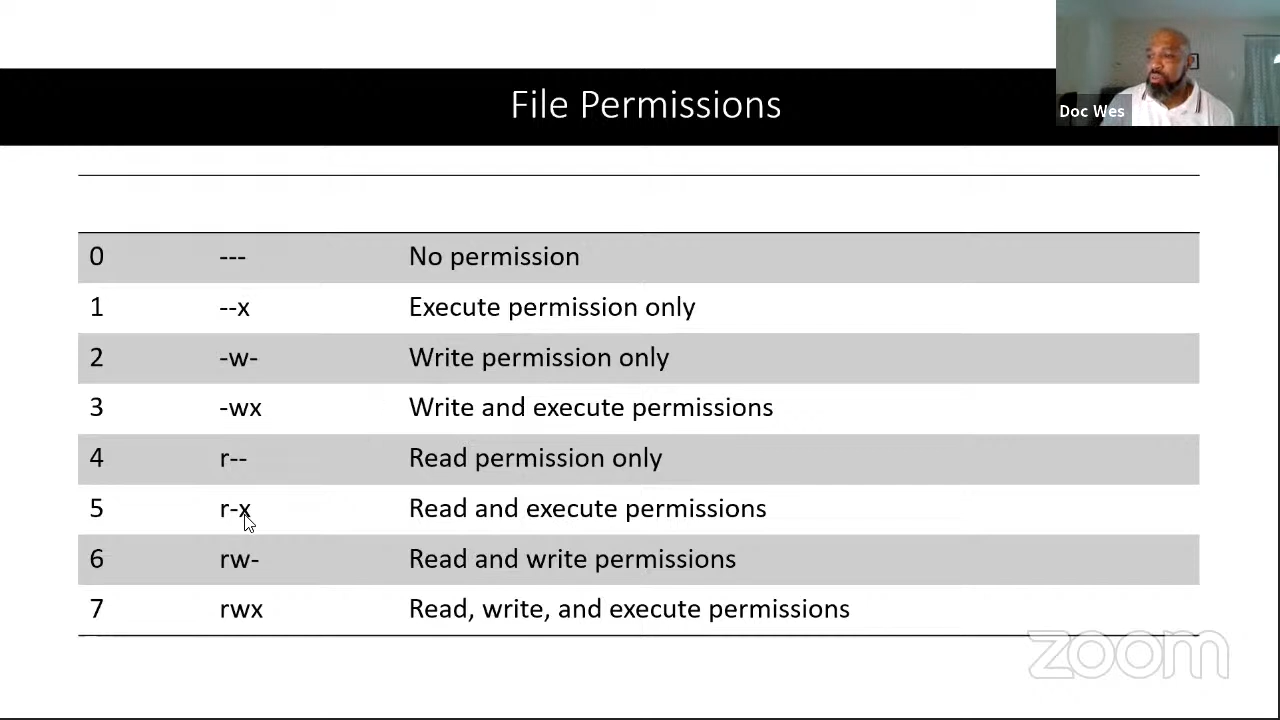 File Permissions
Doc Wes
0 --- No permission
1 --x Execute permission only
2 -w- Write permission only
3 -wx Write and execute permissions
4 r-- Read permission only
5 r-x Read and execute permissions
6 rw- Read and write permissions
7 rwx Read, write, and execute permissions
zoom